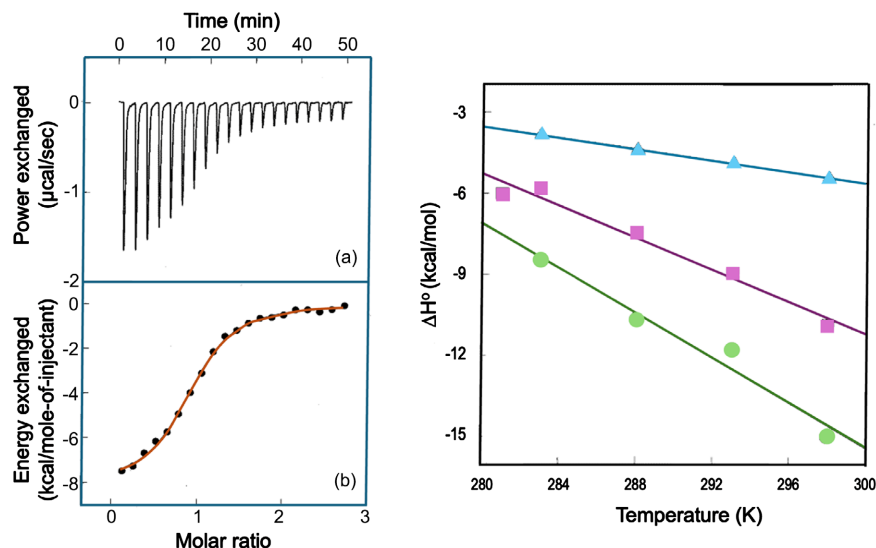 Time (min)
0 10 20 30 40 50
Power exchanged
(µcal/sec)
0
-1
-2
(a)
Energy exchanged
(kcal/mole-of-injectant)
0
-2
-4
-6
-8
(b)
0 1 2 3
Molar ratio
ΔHº (kcal/mol)
-3
-6
-9
-12
-15
280 284 288 292 296 300
Temperature (K)